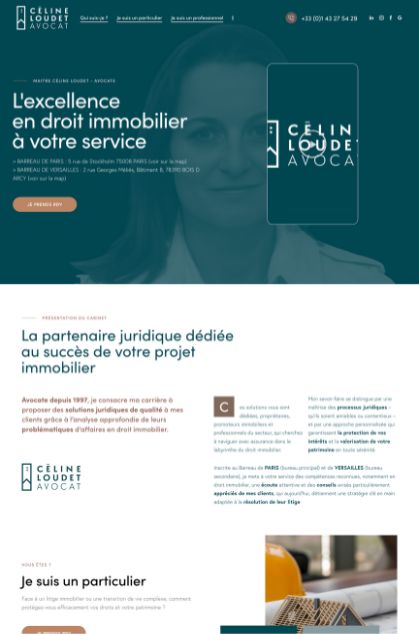 CÉLINE
LOUDET
AVOCAT
Qui suis-je ?
Je suis un particulier
Je suis un professionnel
+33 (0)1 43 27 54 29
MAITRE CÉLINE LOUDET - AVOCATE
L'excellence
en droit immobilier
à votre service
> BARREAU DE PARIS : 5 rue de Stockholm 75008 PARIS (voir sur la map)
> BARREAU DE VERSAILLES : 2 rue Georges Méliès, Bâtiment B, 78390 BOIS D
ARCY (voir sur la map)
JE PRENDS RDV
CÉLIN
LOUDE
AVOCA
PRÉSENTATION DU CABINET
La partenaire juridique dédiée
au succès de votre projet
immobilier
Avocate depuis 1997, je consacre ma carrière à
proposer des solutions juridiques de qualité à mes
clients grâce à l'analyse approfondie de leurs
problématiques d'affaires en droit immobilier.
CÉLINE
LOUDET
AVOCAT
C
es solutions vous sont
dédiées, propriétaires,
promoteurs immobiliers et
professionnels du secteur, qui cherchez
à naviguer avec assurance dans le
labyrinthe du droit immobilier.
Mon savoir-faire se distingue par une
maîtrise des processus juridiques -
qu'ils soient amiables ou contentieux -
et par une approche personnalisée qui
garantissent la protection de vos
intérêts et la valorisation de votre
patrimoine en toute sérénité.
Inscrite au Barreau de PARIS (bureau principal) et de VERSAILLES (bureau
secondaire), je mets à votre service des compétences reconnues, notamment en
droit immobilier, une écoute attentive et des conseils avisés particulièrement
appréciés de mes clients, qui aujourd'hui, détiennent une stratégie clé en main
adaptée à la résolution de leur litige.
VOUS ÊTES ?
Je suis un particulier
Face à un litige immobilier ou une transition de vie complexe, comment
protégez-vous efficacement vos droits et votre patrimoine ?